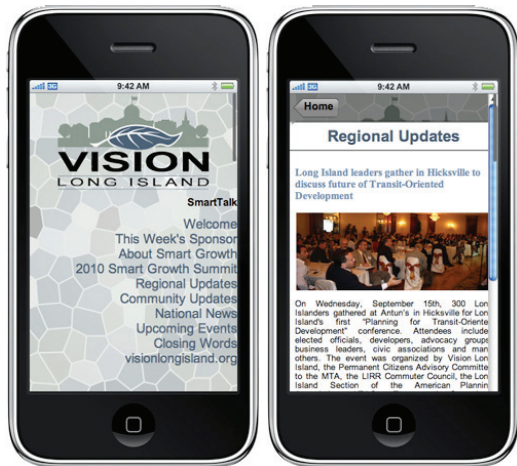 3G
9:42 AM
VISION
LONG ISLAND
SmartTalk
Welcome
This Week's Sponsor
About Smart Growth
2010 Smart Growth Summit
Regional Updates
Community Updates
National News
Upcoming Events
Closing Words
visionlongisland.org
3G
9:42 AM
Home
Regional Updates
Long Island leaders gather in Hicksville to
discuss future of Transit-Oriented
Development
On Wednesday, September 15th, 300 Lon
Islanders gathered at Antun's in Hicksville for Lon
Island's first "Planning for Transit-Oriente
Development" conference. Attendees include
elected officials, developers, advocacy groups
business leaders, civic associations and man
others. The event was organized by Vision Lon
Island, the Permanent Citizens Advisory Committe
to the MTA, the LIRR Commuter Council, the Lon
Island Section of the American Plannin